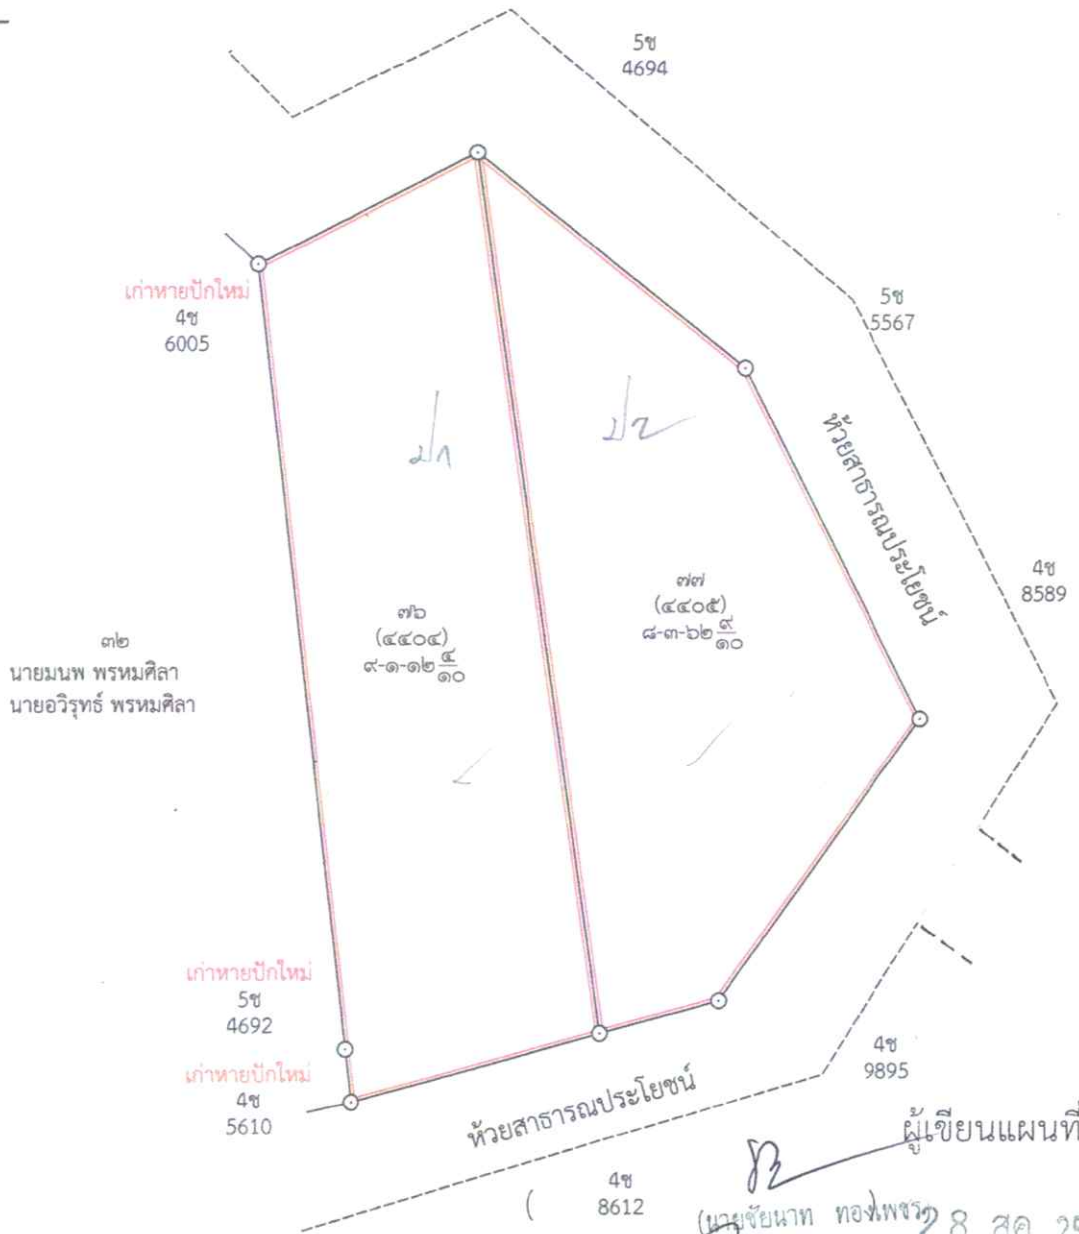 5ช
4694
5ช
5567
เก่าหายปักใหม่
4ช
6005
ป1
ป2
ห้วยสาธารณประโยชน์
4ช
8589
๗๖
(๔๔๐๔)
๙-๑-๑๒ ๔/๑๐
๗๗
(๔๔๐๕)
๘-๓-๖๒ ๙/๑๐
๓๒
นายมนพ พรหมศิลา
นายอวิรุทธ์ พรหมศิลา
เก่าหายปักใหม่
5ช
4692
เก่าหายปักใหม่
4ช
5610
4ช
9895
ห้วยสาธารณประโยชน์
ผู้เขียนแผนที่
4ช
8612
(นายชัยนาท ทองเพชร)
28 สค